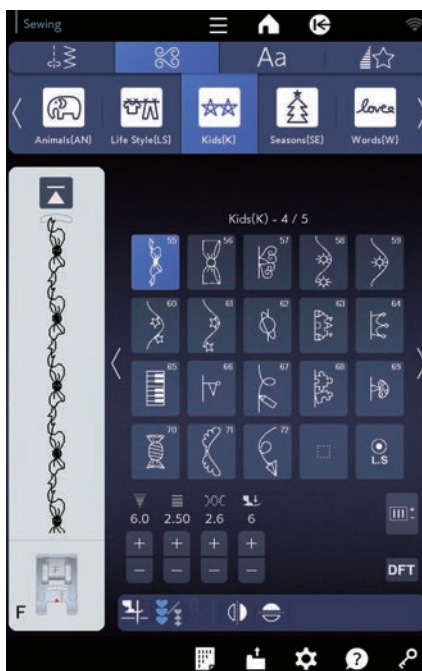 Sewing
Aa
love
Animals(AN) Life Style(LS) Kids(K) Seasons(SE) Words(W)
Kids(K) - 4 / 5
55 56 57 58 59
60 61 62 63 64
65 66 67 68 69
70 71 72 L.S
6.0 2.50 2.6 6
+ + + +
− − − −
DFT
F
?